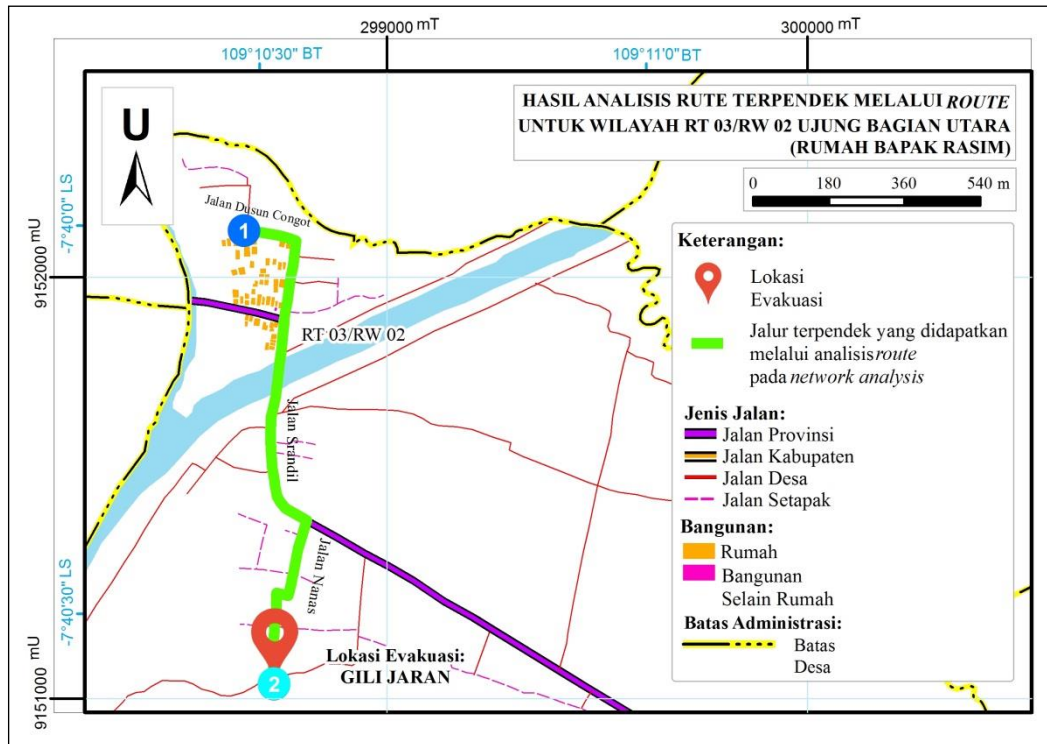 299000 mT
300000 mT
109°10'30" BT
109°11'0" BT
U
HASIL ANALISIS RUTE TERPENDEK MELALUI ROUTE
UNTUK WILAYAH RT 03/RW 02 UJUNG BAGIAN UTARA
(RUMAH BAPAK RASIM)
0 180 360 540 m
-7°40'0" LS
9152000 mU
-7°40'30" LS
9151000 mU
Jalan Dusun Congot
1
RT 03/RW 02
Jalan Srandil
Jalan Nanas
Lokasi Evakuasi:
GILI JARAN
2
Keterangan:
Lokasi
Evakuasi
Jalur terpendek yang didapatkan
melalui analisis route
pada network analysis
Jenis Jalan:
Jalan Provinsi
Jalan Kabupaten
Jalan Desa
Jalan Setapak
Bangunan:
Rumah
Bangunan
Selain Rumah
Batas Administrasi:
Batas
Desa